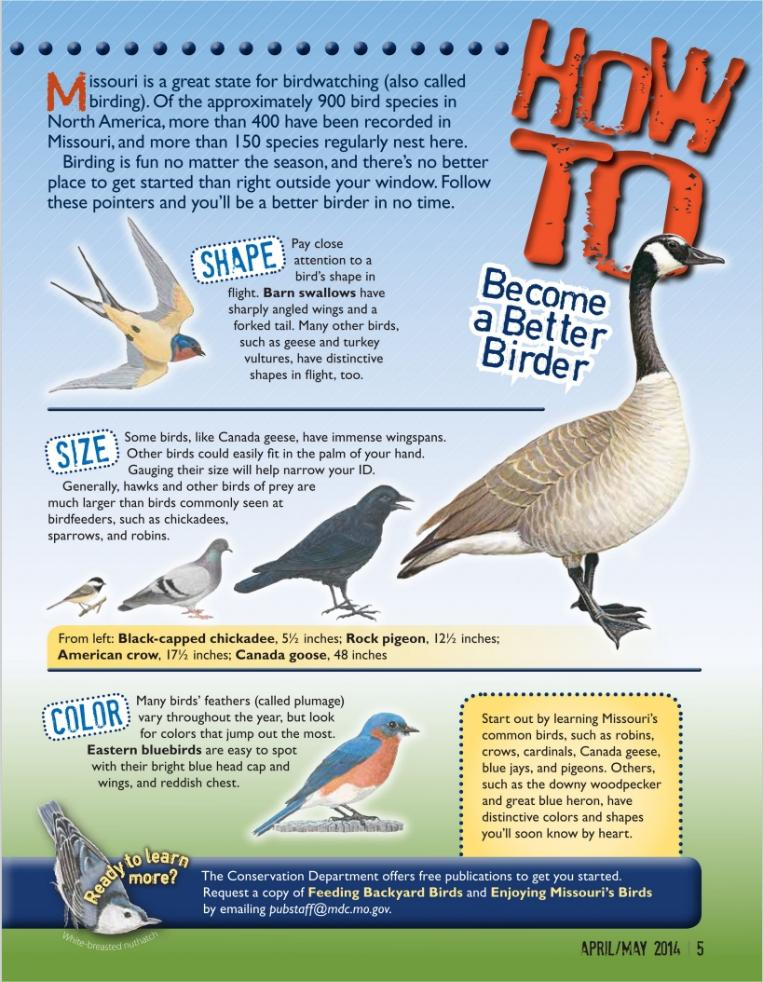 HOW
TO
Become
a Better
Birder
Missouri is a great state for birdwatching (also called
birding). Of the approximately 900 bird species in
North America, more than 400 have been recorded in
Missouri, and more than 150 species regularly nest here.
Birding is fun no matter the season, and there's no better
place to get started than right outside your window. Follow
these pointers and you'll be a better birder in no time.
SHAPE
Pay close
attention to a
bird's shape in
flight. Barn swallows have
sharply angled wings and a
forked tail. Many other birds,
such as geese and turkey
vultures, have distinctive
shapes in flight, too.
SIZE
Some birds, like Canada geese, have immense wingspans.
Other birds could easily fit in the palm of your hand.
Gauging their size will help narrow your ID.
Generally, hawks and other birds of prey are
much larger than birds commonly seen at
birdfeeders, such as chickadees,
sparrows, and robins.
From left: Black-capped chickadee, 5½ inches; Rock pigeon, 12½ inches;
American crow, 17½ inches; Canada goose, 48 inches
COLOR
Many birds' feathers (called plumage)
vary throughout the year, but look
for colors that jump out the most.
Eastern bluebirds are easy to spot
with their bright blue head cap and
wings, and reddish chest.
Start out by learning Missouri's
common birds, such as robins,
crows, cardinals, Canada geese,
blue jays, and pigeons. Others,
such as the downy woodpecker
and great blue heron, have
distinctive colors and shapes
you'll soon know by heart.
Ready to learn
more?
The Conservation Department offers free publications to get you started.
Request a copy of Feeding Backyard Birds and Enjoying Missouri's Birds
by emailing pubstaff@mdc.mo.gov.
White-breasted nuthatch
APRIL/MAY 2014 | 5